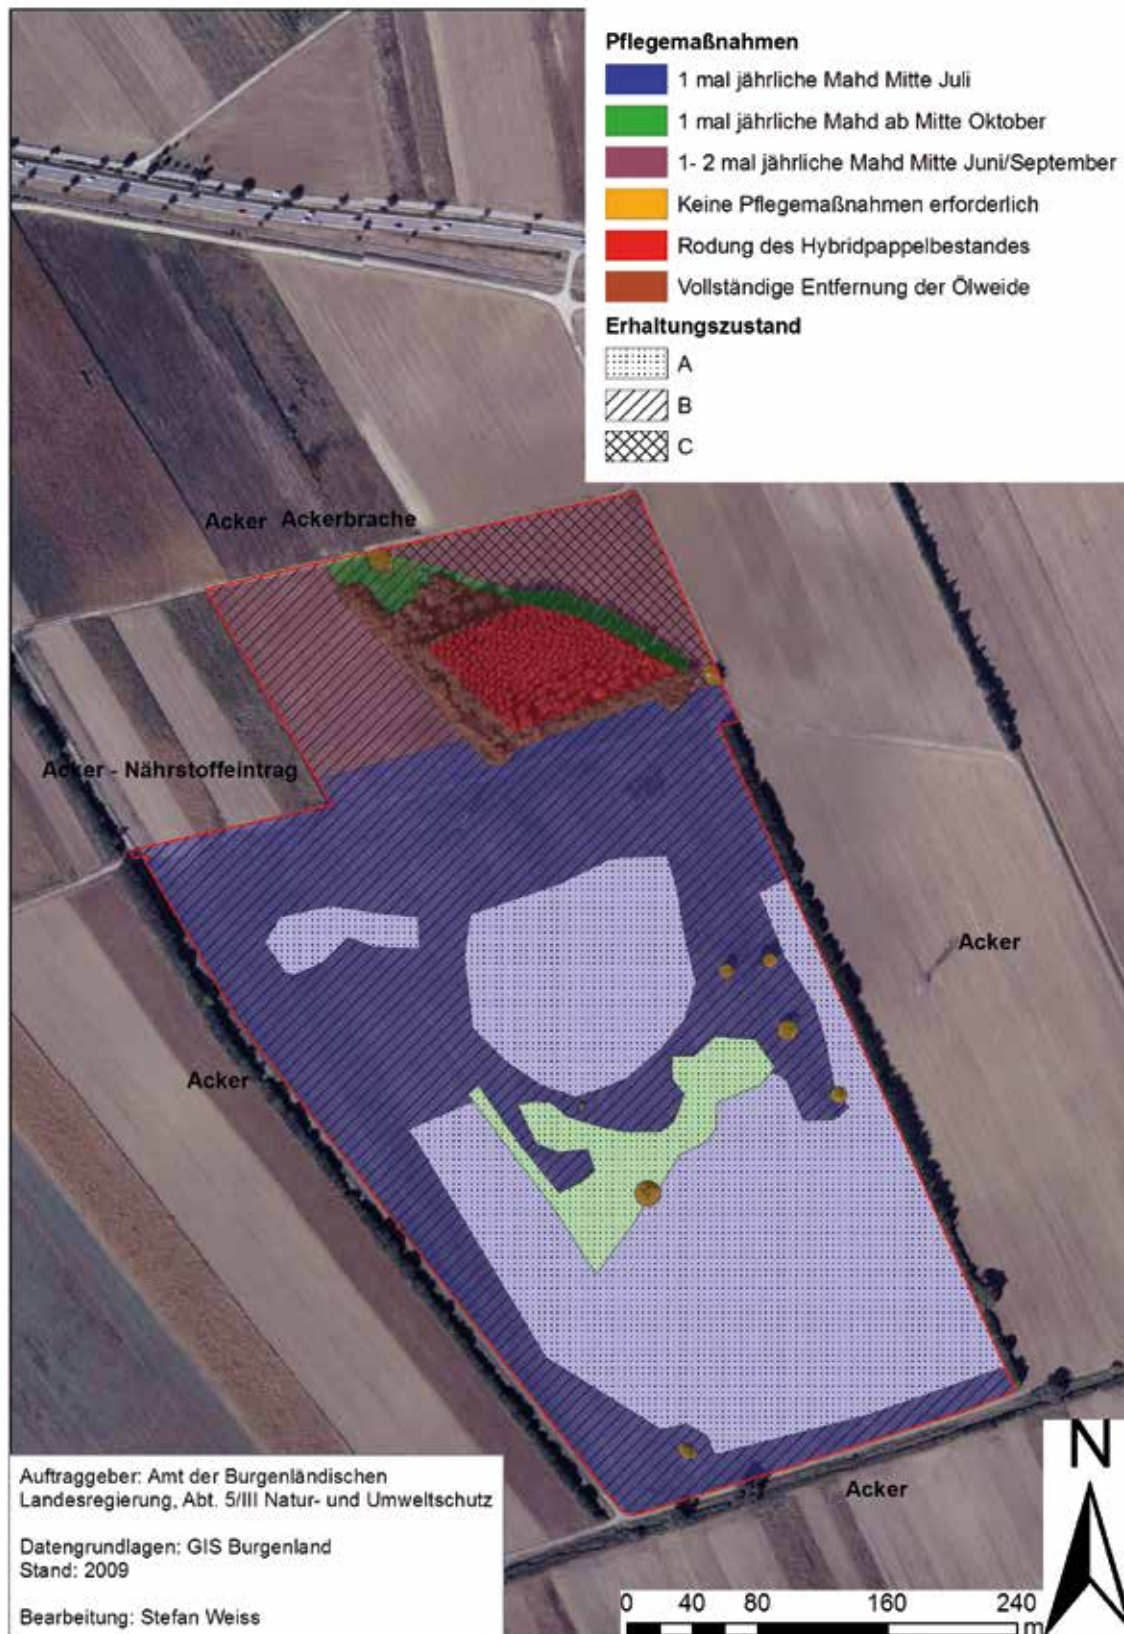 Pflegemaßnahmen
1 mal jährliche Mahd Mitte Juli
1 mal jährliche Mahd ab Mitte Oktober
1- 2 mal jährliche Mahd Mitte Juni/September
Keine Pflegemaßnahmen erforderlich
Rodung des Hybridpappelbestandes
Vollständige Entfernung der Ölweide
Erhaltungszustand
A
B
C
Acker Ackerbrache
Acker - Nährstoffeintrag
Acker
Acker
Acker
Auftraggeber: Amt der Burgenländischen
Landesregierung, Abt. 5/III Natur- und Umweltschutz
Datengrundlagen: GIS Burgenland
Stand: 2009
Bearbeitung: Stefan Weiss
N
0 40 80 160 240
m